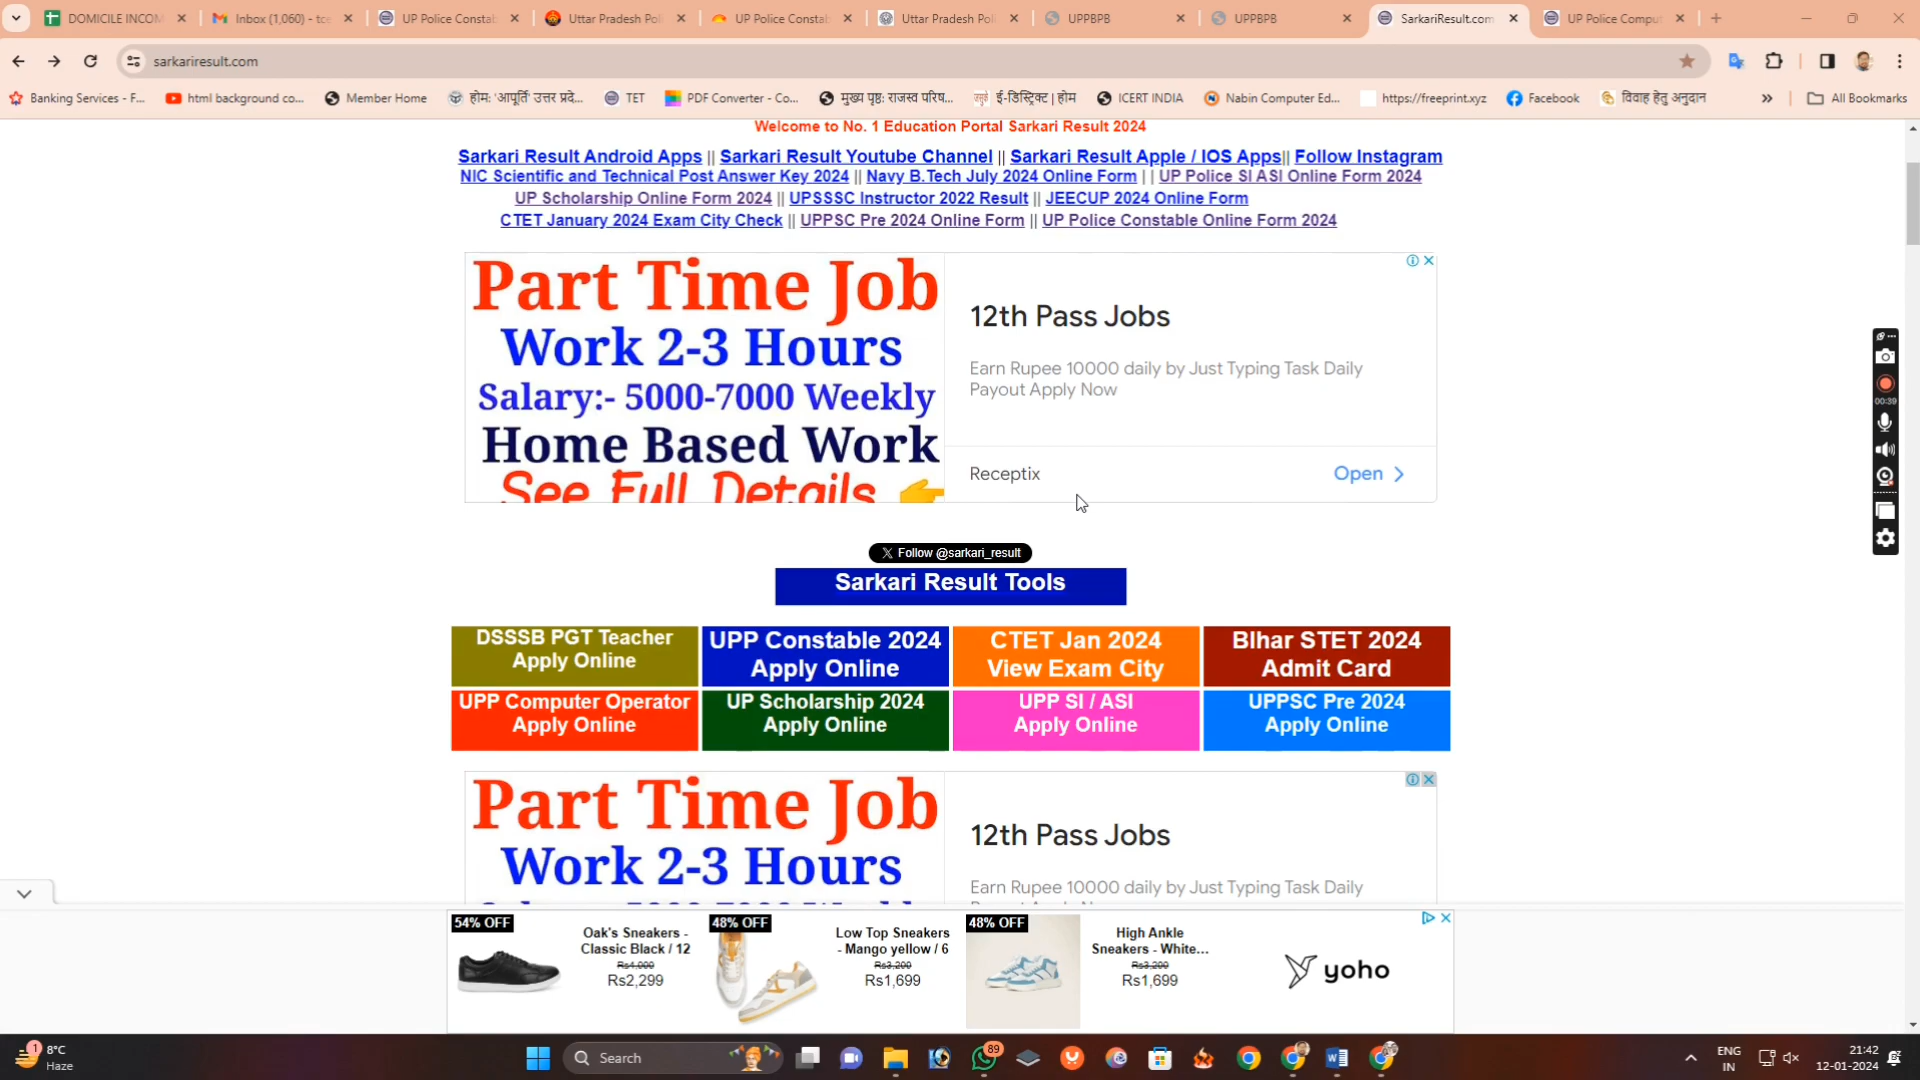 DOMICILE INCOM
Inbox (1,060) - tce
UP Police Constab
Uttar Pradesh Poli
UP Police Constab
Uttar Pradesh Poli
UPPBPB
UPPBPB
SarkariResult.com
UP Police Comput
sarkariresult.com
Banking Services - F...
html background co...
Member Home
होमः 'आपूर्ति' उत्तर प्रदे...
TET
PDF Converter - Co...
मुख्य पृष्ठः राजस्व परिष...
ई-डिस्ट्रिक्ट | होम
ICERT INDIA
Nabin Computer Ed...
https://freeprint.xyz
Facebook
विवाह हेतु अनुदान
»
All Bookmarks
Welcome to No. 1 Education Portal Sarkari Result 2024
Sarkari Result Android Apps || Sarkari Result Youtube Channel || Sarkari Result Apple / IOS Apps|| Follow Instagram
NIC Scientific and Technical Post Answer Key 2024 || Navy B.Tech July 2024 Online Form | | UP Police SI ASI Online Form 2024
UP Scholarship Online Form 2024 || UPSSSC Instructor 2022 Result || JEECUP 2024 Online Form
CTET January 2024 Exam City Check || UPPSC Pre 2024 Online Form || UP Police Constable Online Form 2024
Part Time Job
Work 2-3 Hours
Salary:- 5000-7000 Weekly
Home Based Work
See Full Details
12th Pass Jobs
Earn Rupee 10000 daily by Just Typing Task Daily
Payout Apply Now
Receptix
Open
00:39
Follow @sarkari_result
Sarkari Result Tools
DSSSB PGT Teacher
Apply Online
UPP Constable 2024
Apply Online
CTET Jan 2024
View Exam City
BIhar STET 2024
Admit Card
UPP Computer Operator
Apply Online
UP Scholarship 2024
Apply Online
UPP SI / ASI
Apply Online
UPPSC Pre 2024
Apply Online
Part Time Job
Work 2-3 Hours
12th Pass Jobs
Earn Rupee 10000 daily by Just Typing Task Daily
54% OFF
Oak's Sneakers -
Classic Black / 12
Rs4,000
Rs2,299
48% OFF
Low Top Sneakers
- Mango yellow / 6
Rs3,200
Rs1,699
48% OFF
High Ankle
Sneakers - White...
Rs3,200
Rs1,699
yoho
1
8°C
Haze
Search
89
ENG
IN
21:42
12-01-2024